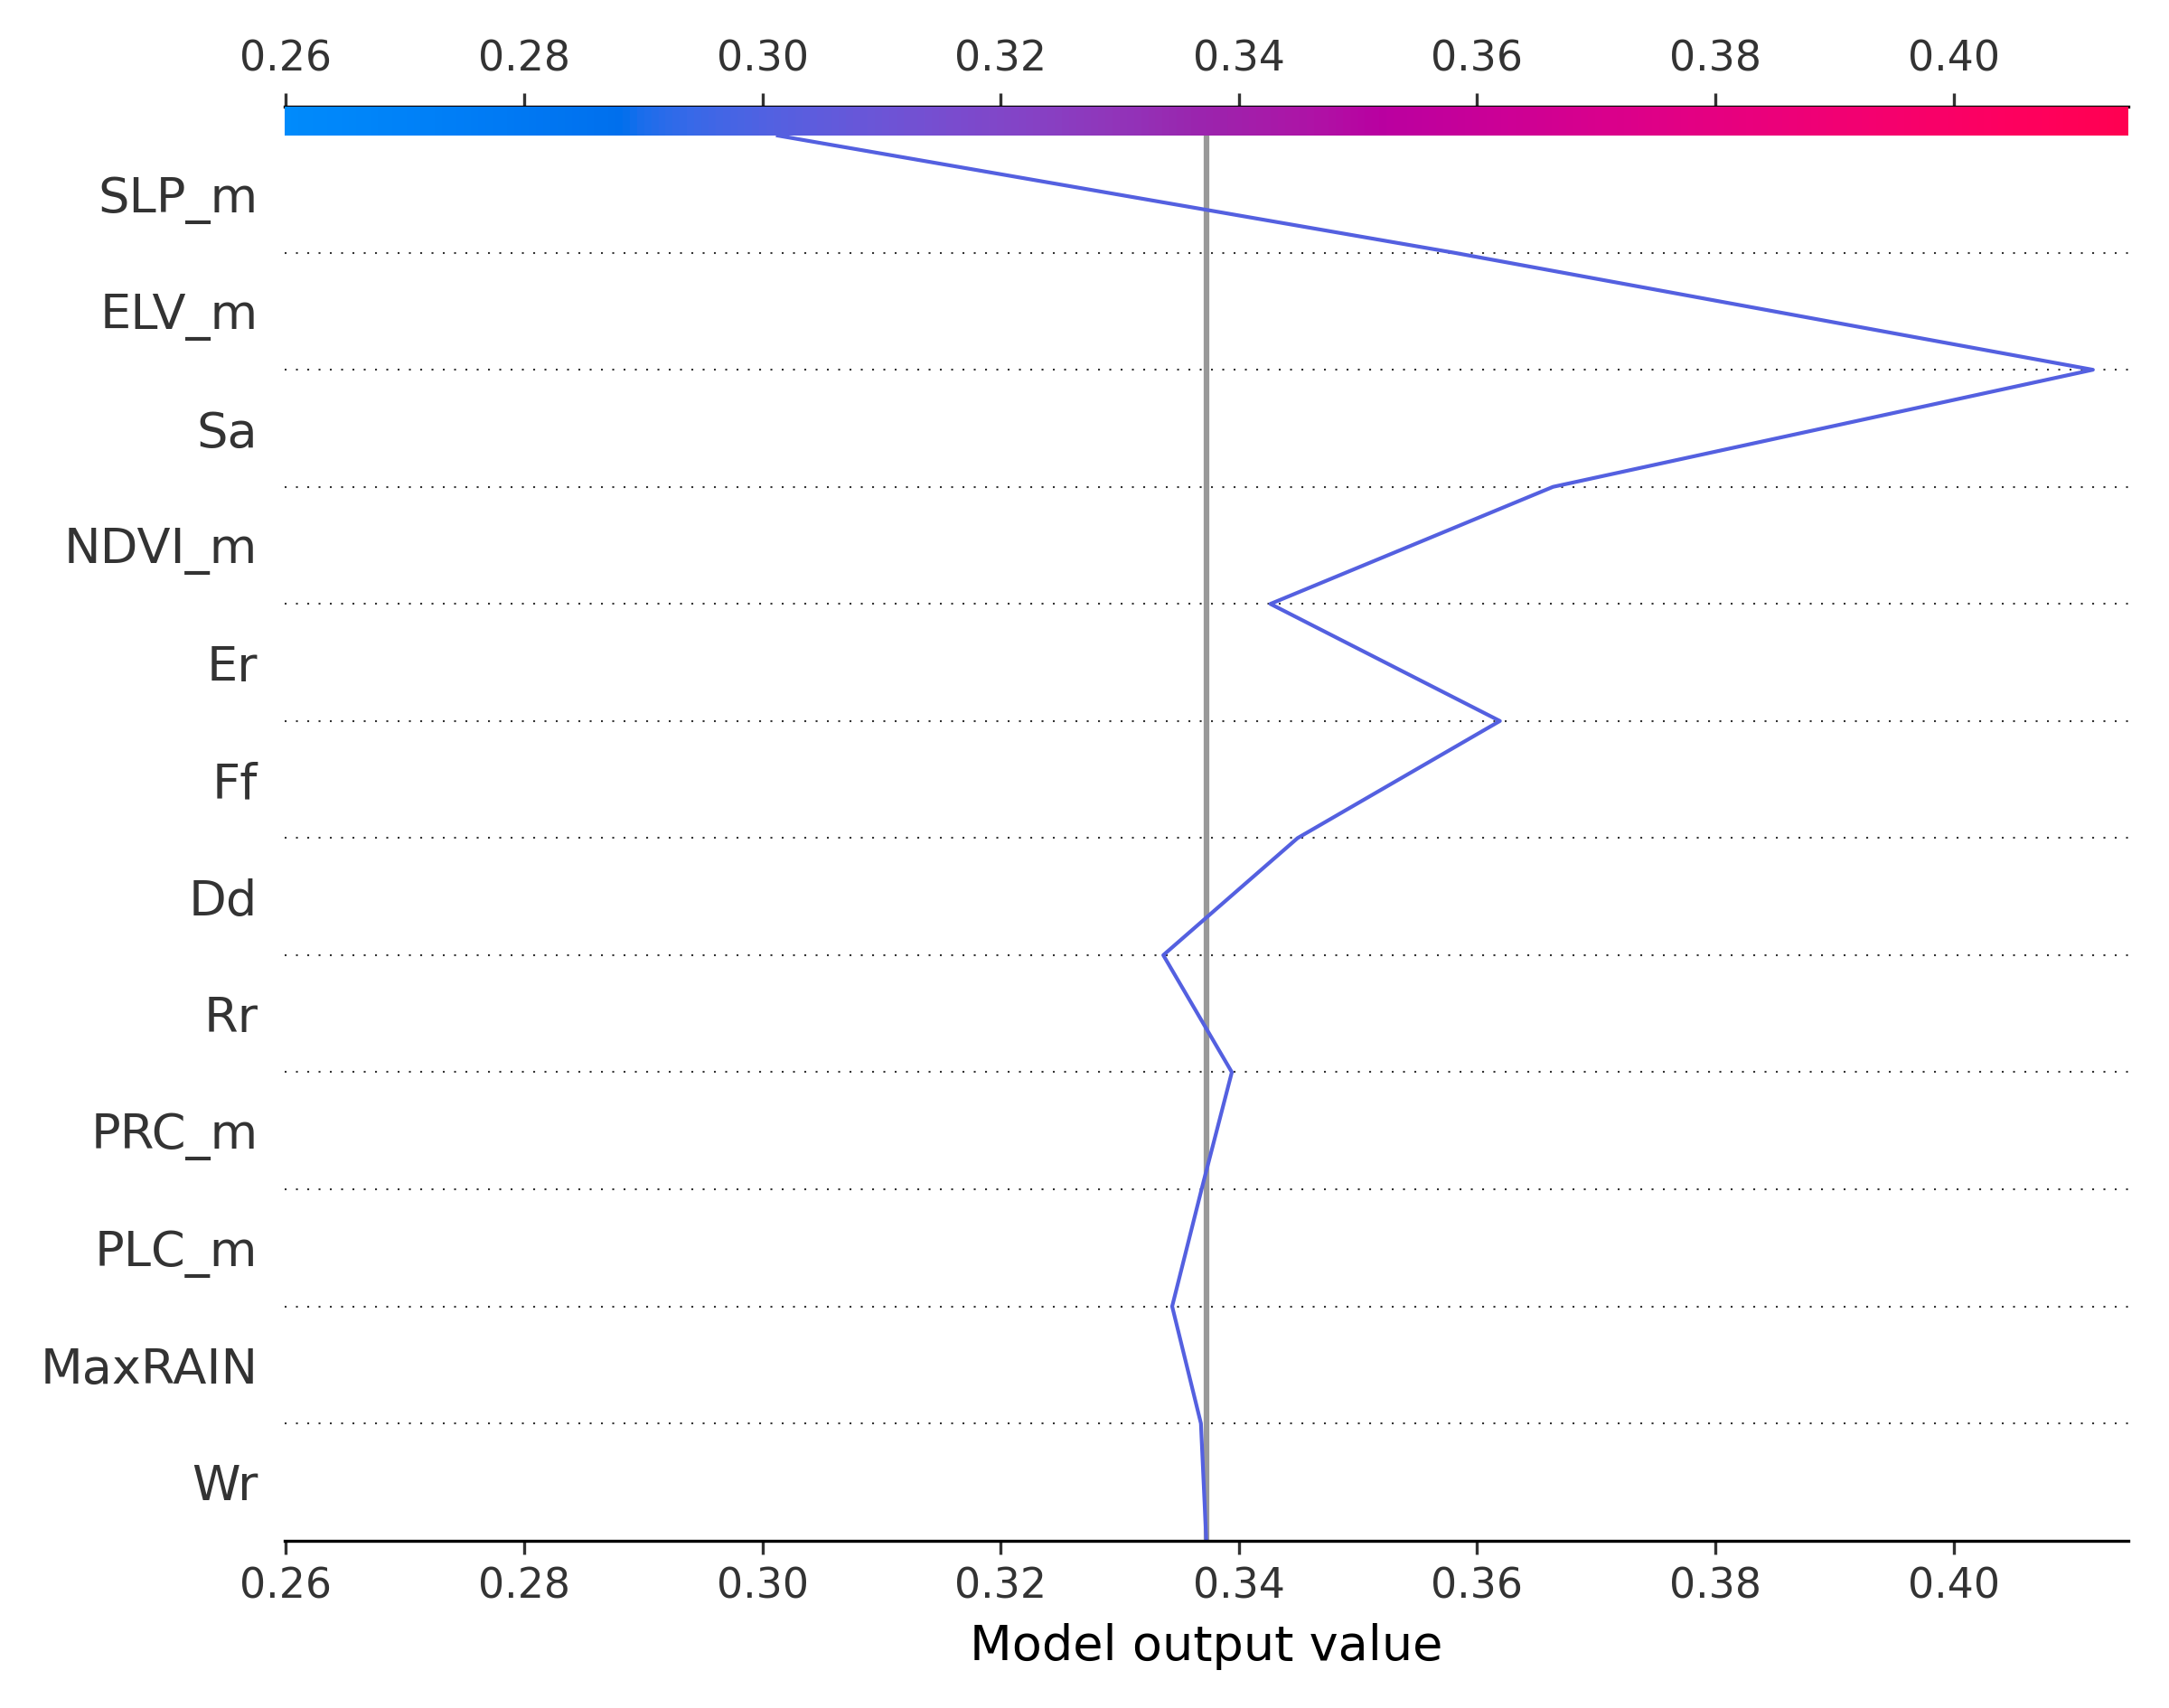 0.26 0.28 0.30 0.32 0.34 0.36 0.38 0.40
SLP_m
ELV_m
Sa
NDVI_m
Er
Ff
Dd
Rr
PRC_m
PLC_m
MaxRAIN
Wr
0.26 0.28 0.30 0.32 0.34 0.36 0.38 0.40
Model output value